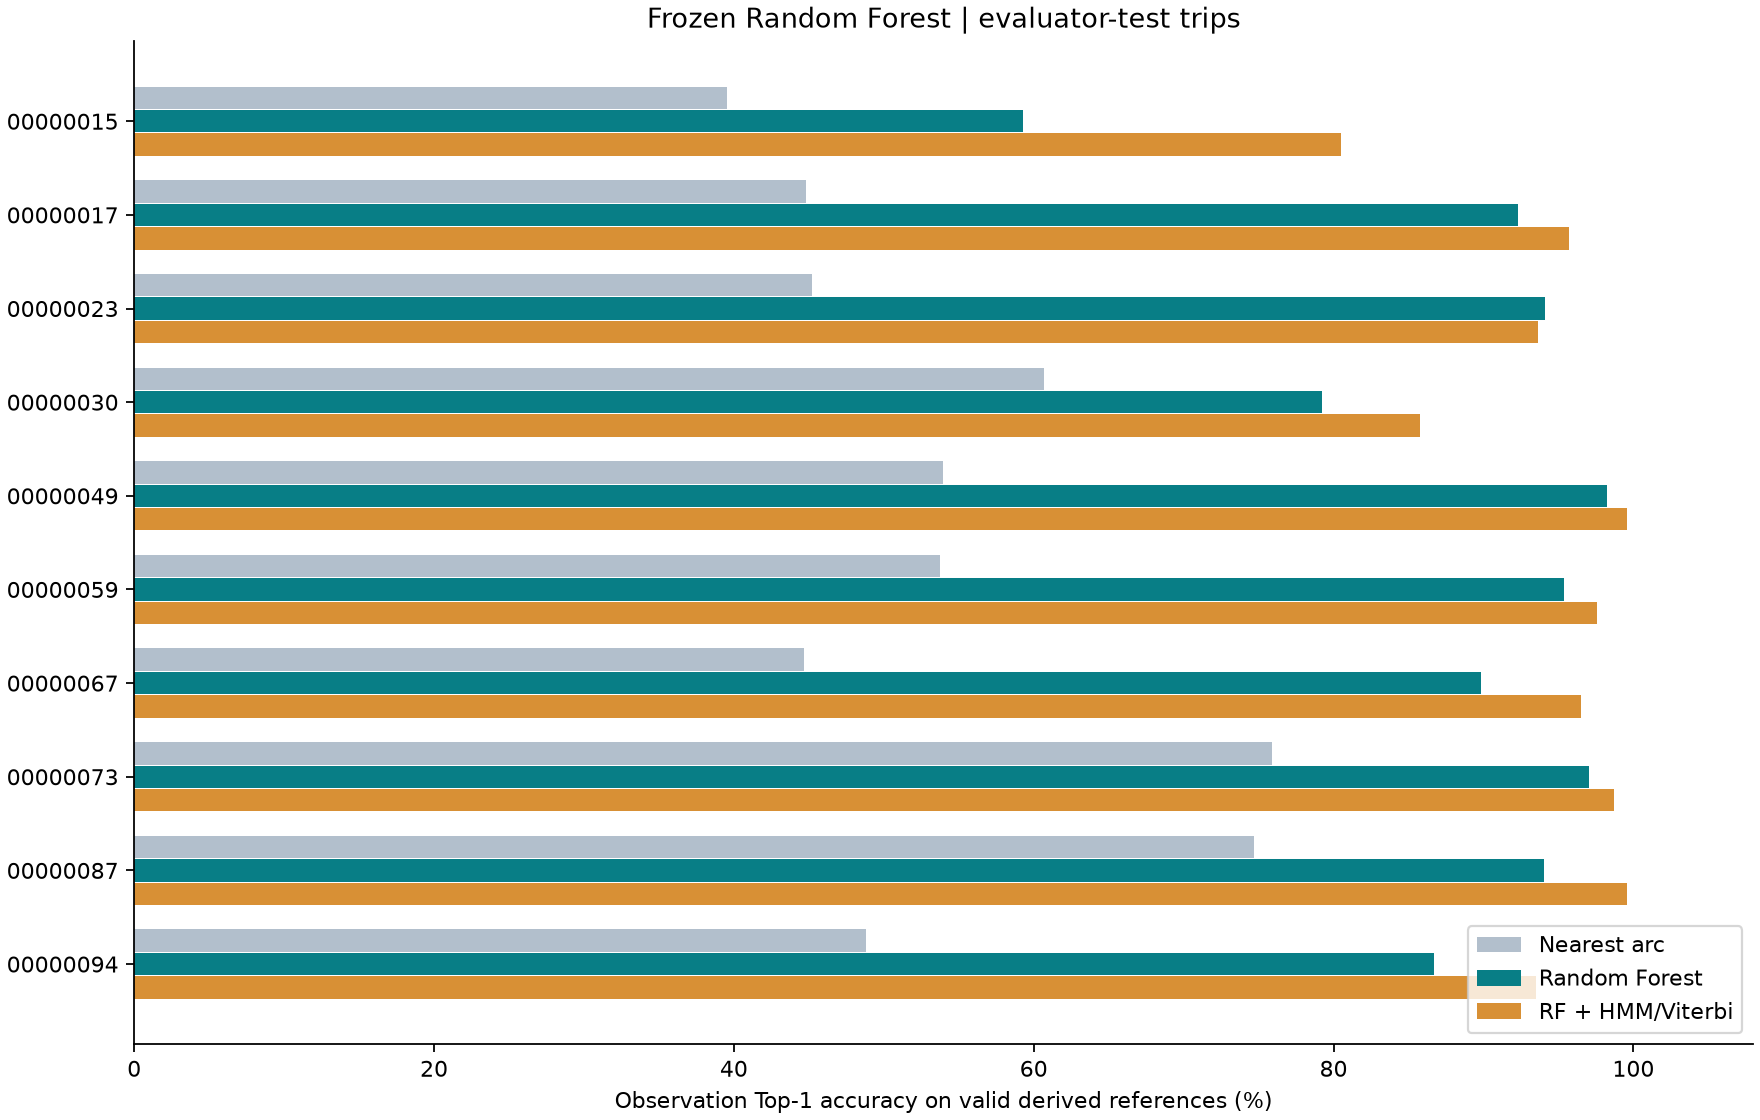 Frozen Random Forest | evaluator-test trips
00000015
00000017
00000023
00000030
00000049
00000059
00000067
00000073
00000087
00000094
Nearest arc
Random Forest
RF + HMM/Viterbi
0 20 40 60 80 100
Observation Top-1 accuracy on valid derived references (%)